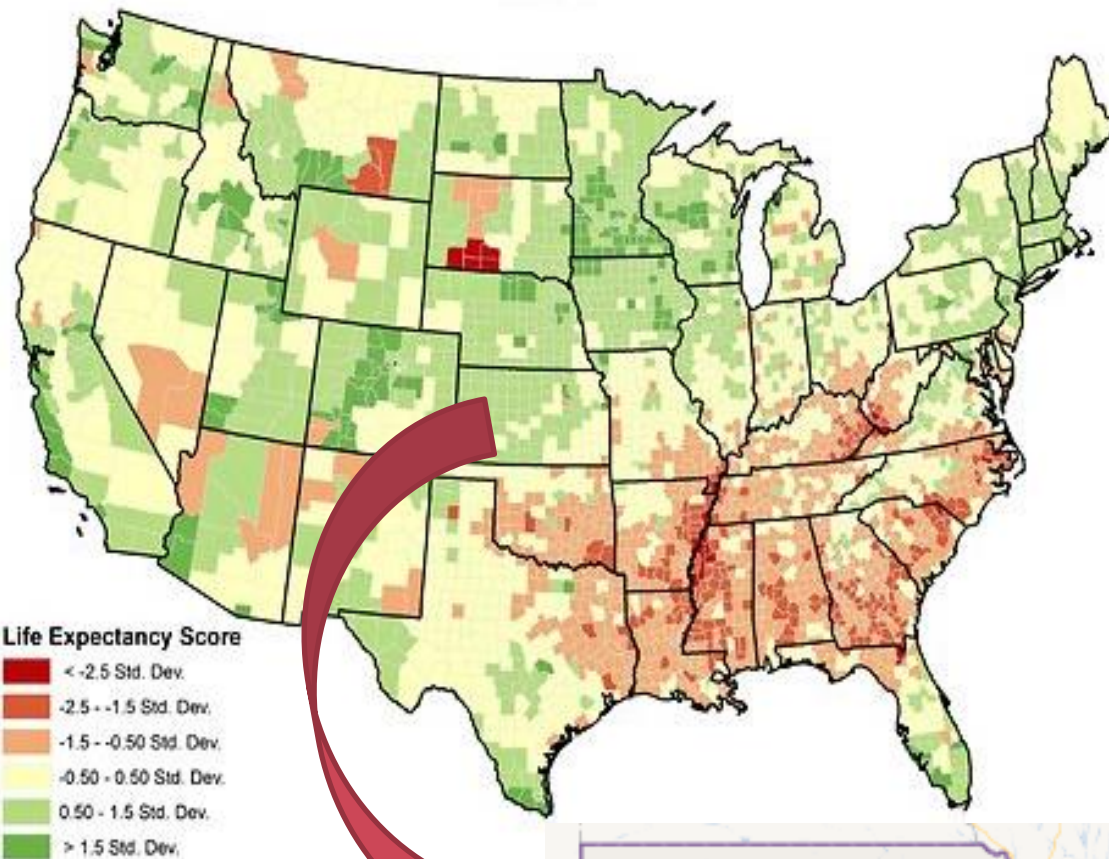 Life Expectancy Score
< -2.5 Std. Dev.
-2.5 - -1.5 Std. Dev.
-1.5 - -0.50 Std. Dev.
-0.50 - 0.50 Std. Dev.
0.50 - 1.5 Std. Dev.
> 1.5 Std. Dev.